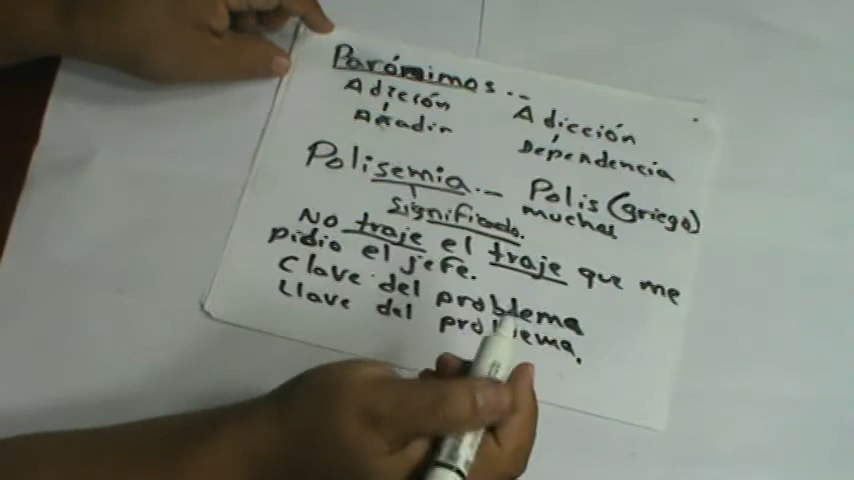 Parónimos.--
Adición Adicción
Añadir Dependencia
Polisemia.-- Polis (griego)
Significado. muchas
No traje el traje que me
pidio el jefe.
Clave del problema
Llave del problema.